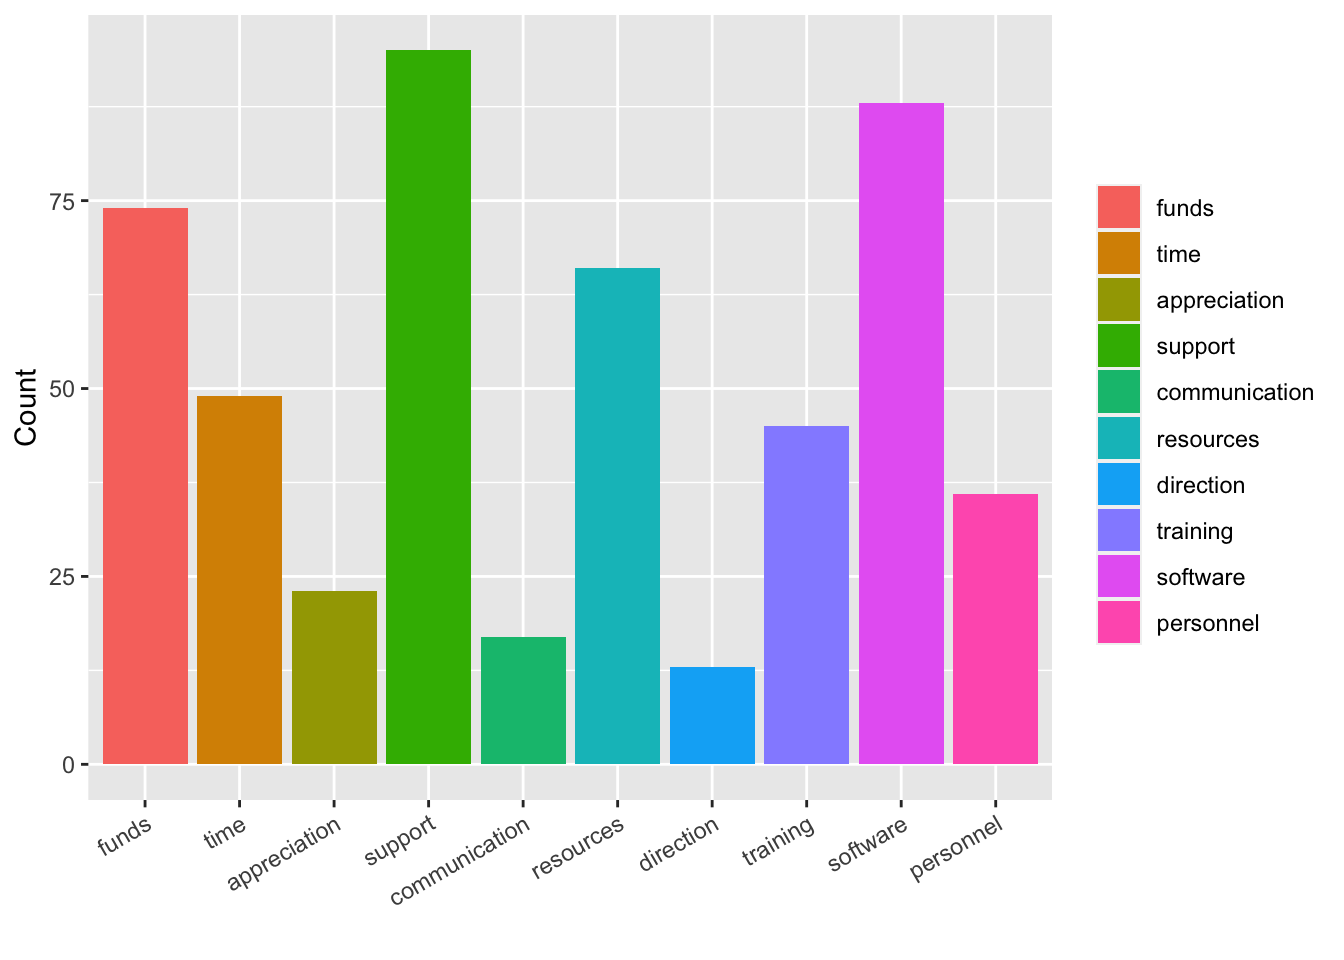 Count
75
50
25
0
funds
time
appreciation
support
communication
resources
direction
training
software
personnel
funds
time
appreciation
support
communication
resources
direction
training
software
personnel